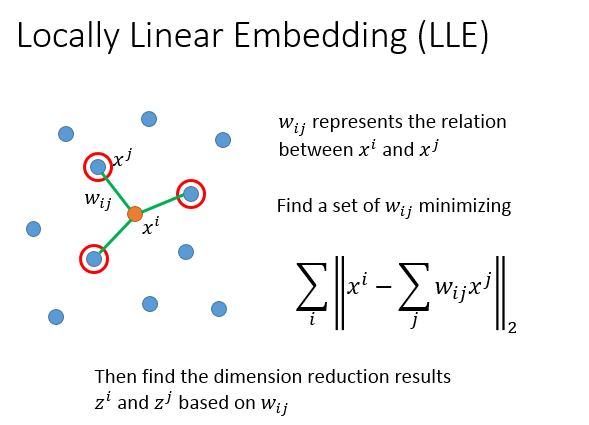 Locally Linear Embedding (LLE)
w_{ij} represents the relation
between x^i and x^j
x^j
w_{ij}
x^i
Find a set of w_{ij} minimizing
\sum_i \left\| x^i - \sum_j w_{ij} x^j \right\|_2
Then find the dimension reduction results
z^i and z^j based on w_{ij}